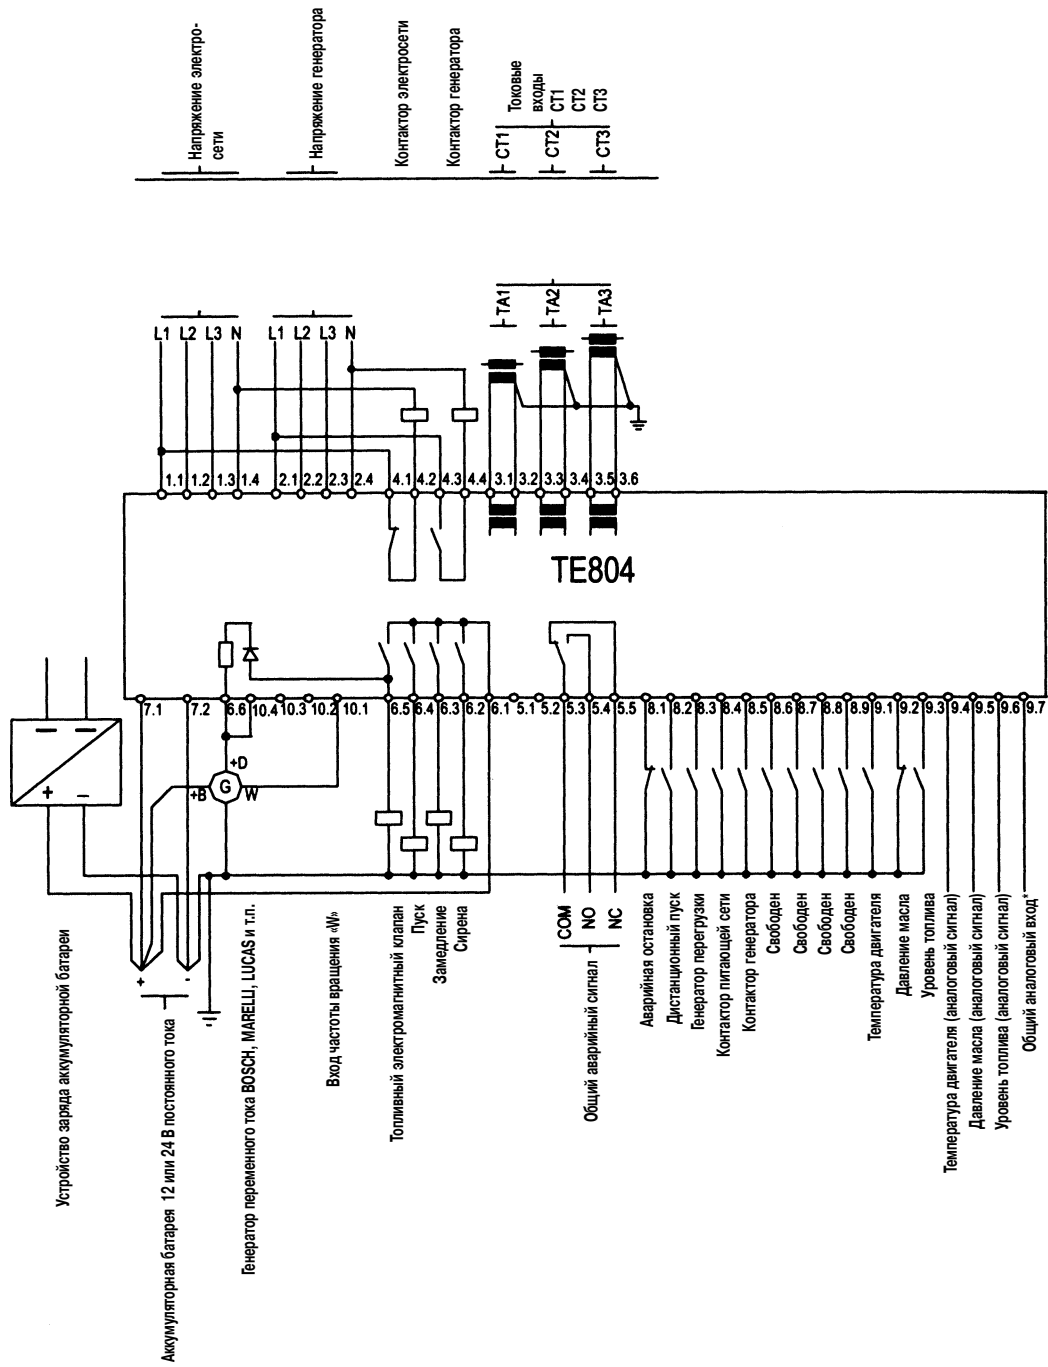 Напряжение электро-
сети
Напряжение генератора
Контактор электросети
Контактор генератора
Токовые
входы
CT1
CT2
CT3
CT1
CT2
CT3
TA1
TA2
TA3
L1 L2 L3 N
L1 L2 L3 N
1.1 1.2 1.3 1.4 2.1 2.2 2.3 2.4 4.1 4.2 4.3 4.4 3.1 3.2 3.3 3.4 3.5 3.6
TE804
7.1 7.2 6.6 10.4 10.3 10.2 10.1 6.5 6.4 6.3 6.2 6.1 5.1 5.2 5.3 5.4 5.5 8.1 8.2 8.3 8.4 8.5 8.6 8.7 8.8 8.9 9.1 9.2 9.3 9.4 9.5 9.6 9.7
+D
+B
G
W
+ –
+ -
COM
NO
NC
Устройство заряда аккумуляторной батареи
Аккумуляторная батарея 12 или 24 В постоянного тока
Генератор переменного тока BOSCH, MARELLI, LUCAS и т.п.
Вход частоты вращения «W»
Топливный электромагнитный клапан
Пуск
Замедление
Сирена
Общий аварийный сигнал
Аварийная остановка
Дистанционный пуск
Генератор перегрузки
Контактор питающей сети
Контактор генератора
Свободен
Свободен
Свободен
Свободен
Температура двигателя
Давление масла
Уровень топлива
Температура двигателя (аналоговый сигнал)
Давление масла (аналоговый сигнал)
Уровень топлива (аналоговый сигнал)
Общий аналоговый вход*